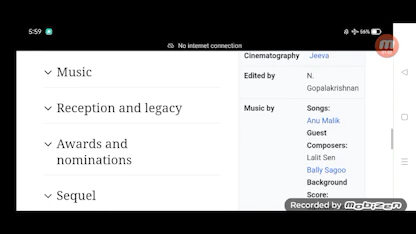 5:59
56%
No internet connection
Music
Reception and legacy
Awards and
nominations
Sequel
Cinematography Jeeva
Edited by N.
Gopalakrishnan
Music by Songs:
Anu Malik
Guest
Composers:
Lalit Sen
Bally Sagoo
Background
Score:
Recorded by
MOBIZEN